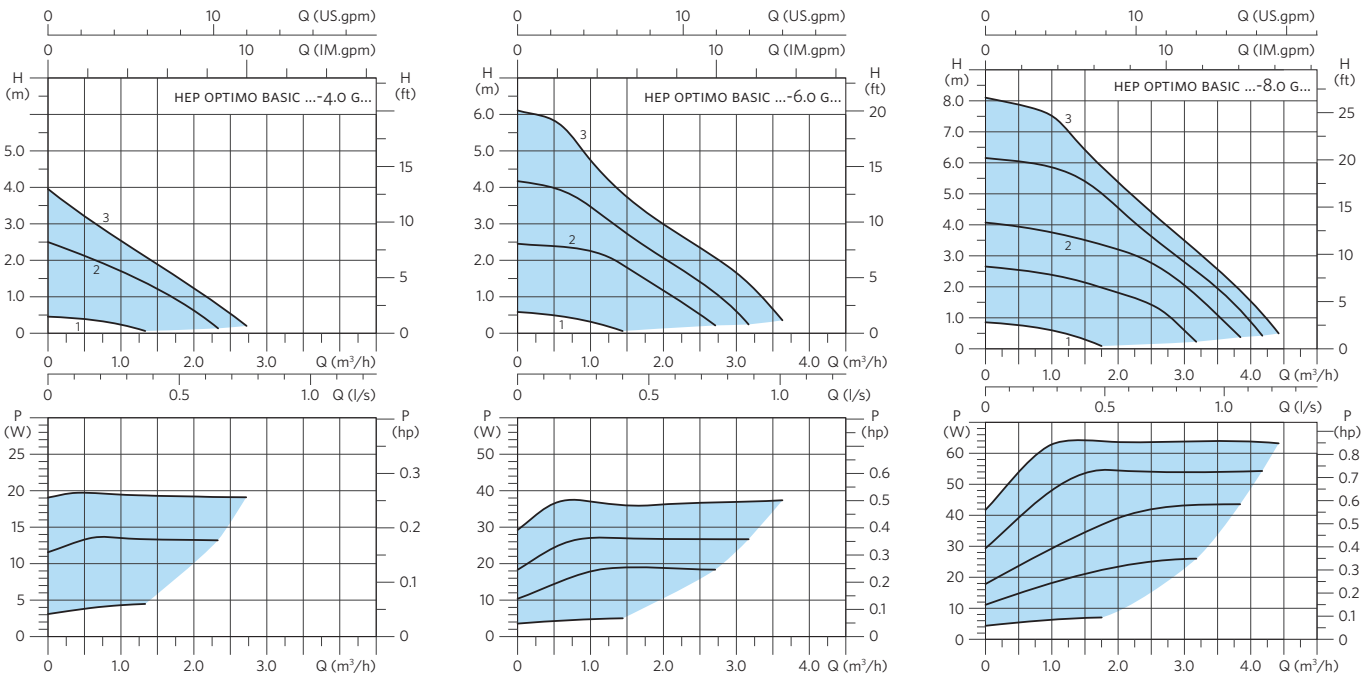 0 10 Q (US.gpm)
0 10 Q (IM.gpm)
H (m) H (ft)
HEP OPTIMO BASIC ...-4.0 G...
5.0 15
4.0
3.0 10
2.0 5
1.0
0 0
3
2
1
0 1.0 2.0 3.0 Q (m³/h)
0 0.5 1.0 Q (l/s)
P (W) P (hp)
25 0.3
20
15 0.2
10 0.1
5
0 0
0 1.0 2.0 3.0 Q (m³/h)
0 10 Q (US.gpm)
0 10 Q (IM.gpm)
H (m) H (ft)
HEP OPTIMO BASIC ...-6.0 G...
6.0 20
5.0 15
4.0
3.0 10
2.0 5
1.0
0 0
3
2
1
0 1.0 2.0 3.0 4.0 Q (m³/h)
0 0.5 1.0 Q (l/s)
P (W) P (hp)
50 0.6
40 0.5
30 0.4
20 0.3
10 0.2
0 0.1
0
0 1.0 2.0 3.0 4.0 Q (m³/h)
0 10 Q (US.gpm)
0 10 Q (IM.gpm)
H (m) H (ft)
HEP OPTIMO BASIC ...-8.0 G...
8.0 25
7.0
6.0 20
5.0 15
4.0
3.0 10
2.0 5
1.0
0 0
3
2
1
0 1.0 2.0 3.0 4.0 Q (m³/h)
0 0.5 1.0 Q (l/s)
P (W) P (hp)
60 0.8
50 0.7
40 0.6
30 0.5
20 0.4
10 0.3
0 0.2
0.1
0
0 1.0 2.0 3.0 4.0 Q (m³/h)